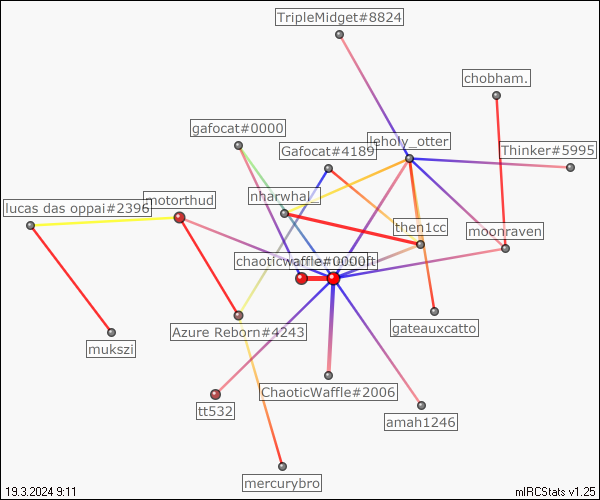 TripleMidget#8824
chobham.
gafocat#0000
leholy_otter
Gafocat#4189
Thinker#5995
nharwhal_
motorthud
lucas das oppai#2396
then1cc
moonraven
chaoticwaffle#0000
Azure Reborn#4243
gateauxcatto
mukszi
ChaoticWaffle#2006
tt532
amah1246
mercurybro
19.3.2024 9:11
mIRCStats v1.25